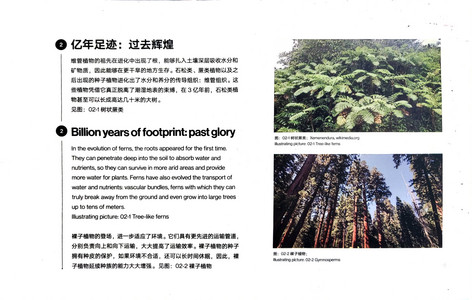 2 亿年足迹：过去辉煌
维管植物的祖先在进化中出现了根，能够扎入土壤深层吸收水分和
矿物质，因此能够在更干旱的地方生存。石松类、蕨类植物以及之
后出现的种子植物进化出了水分和养分的传导组织：维管组织。这
些植物凭借它真正脱离了潮湿地表的束缚，在 3 亿年前，石松类植
物甚至可以长成高达几十米的大树。
见图：02-1 树状蕨类
2 Billion years of footprint: past glory
In the evolution of ferns, the roots appeared for the first time.
They can penetrate deep into the soil to absorb water and
nutrients, so they can survive in more arid areas and provide
more water for plants. Ferns have also evolved the transport of
water and nutrients: vascular bundles, ferns with which they can
truly break away from the ground and even grow into large trees
up to tens of meters.
Illustrating picture: 02-1 Tree-like ferns
裸子植物的登场，进一步适应了环境。它们具有更先进的运输管道，
分别负责向上和向下运输，大大提高了运输效率。裸子植物的种子
拥有种皮的保护，如果环境不合适，还可以长时间休眠，因此，裸
子植物延续种族的能力大大增强。见图：02-2 裸子植物
图：02-1 树状蕨类： wikimedia.org
Illustrating picture: 02-1 Tree-like ferns
图：02-2 裸子植物：
Illustrating picture: 02-2 Gymnosperms